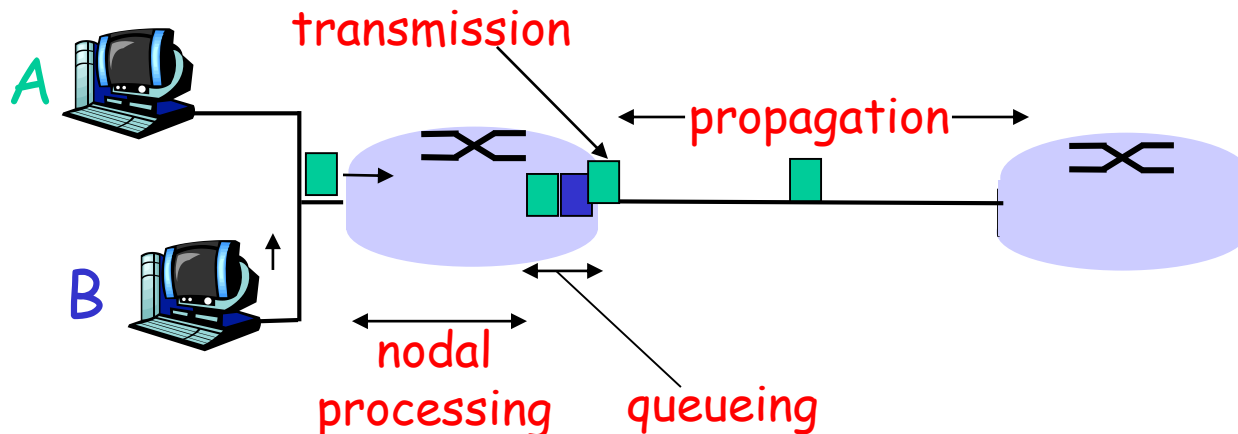 transmission
A
propagation
B
nodal
processing
queueing